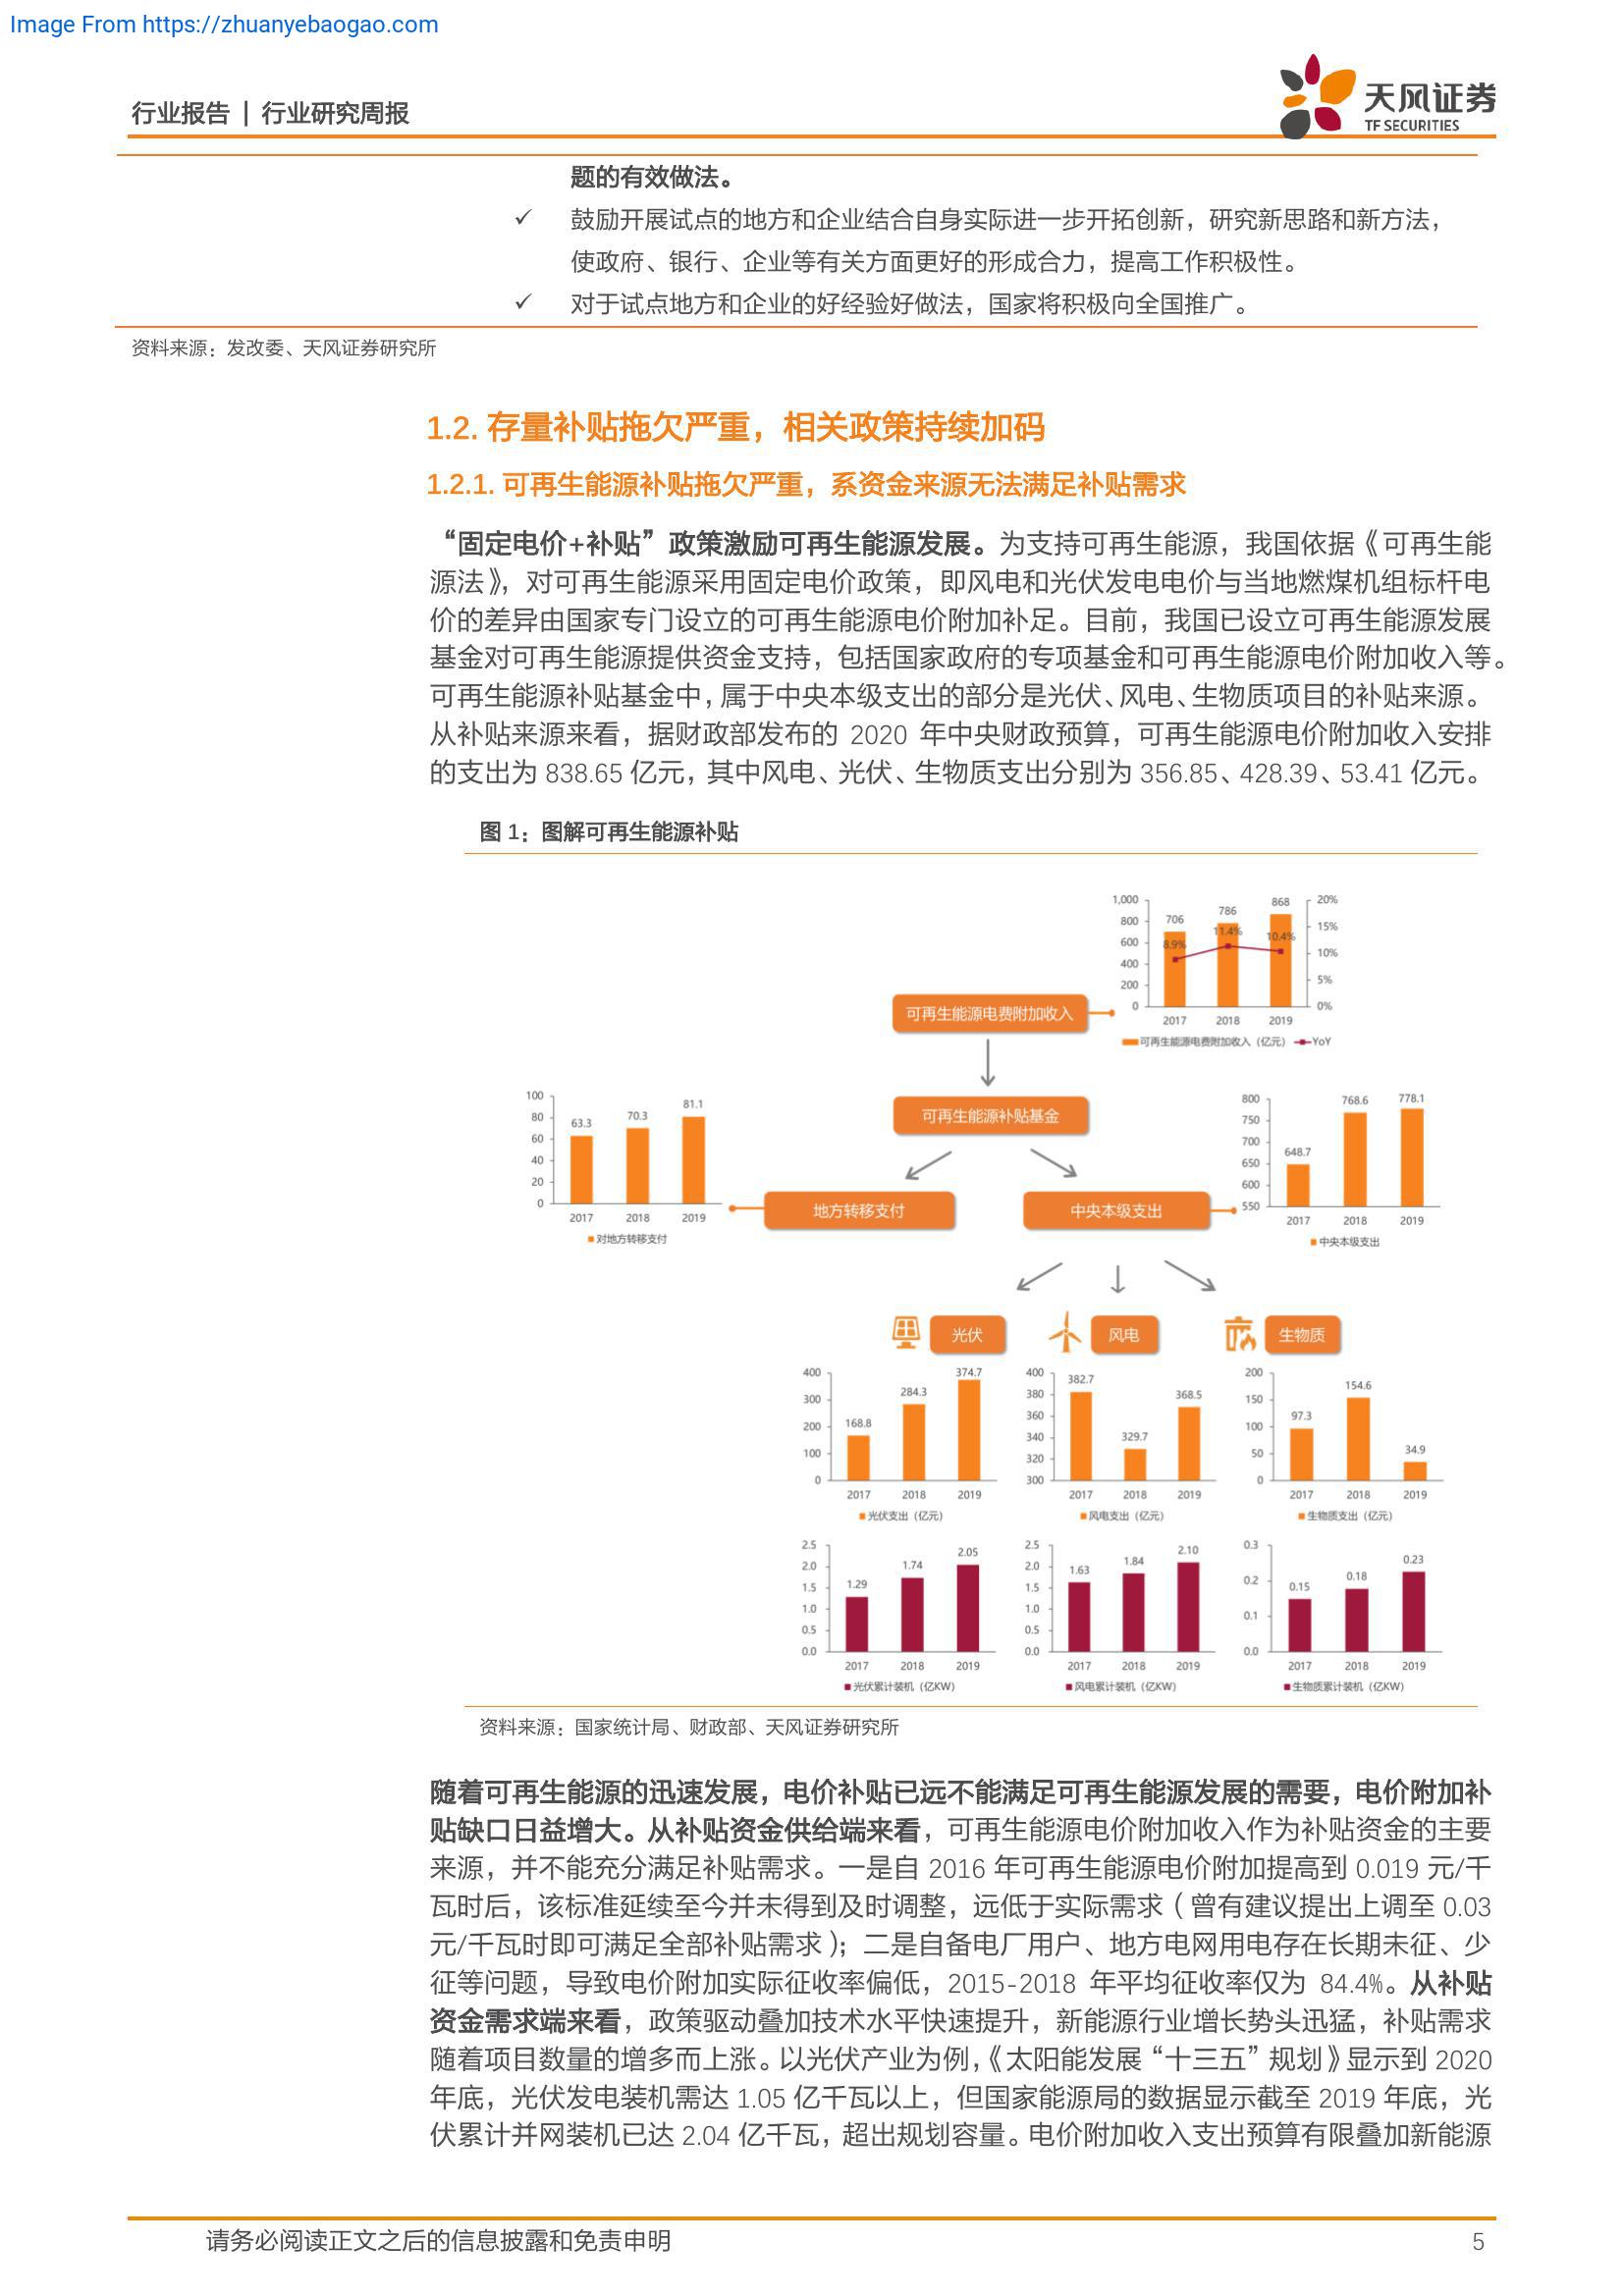 Image From https://zhuanyebaogao.com
行业报告 | 行业研究周报
天风证券
TF SECURITIES
题的有效做法。
✓ 鼓励开展试点的地方和企业结合自身实际进一步开拓创新，研究新思路和新方法，
使政府、银行、企业等有关方面更好的形成合力，提高工作积极性。
✓ 对于试点地方和企业的好经验好做法，国家将积极向全国推广。
资料来源：发改委、天风证券研究所
1.2. 存量补贴拖欠严重，相关政策持续加码
1.2.1. 可再生能源补贴拖欠严重，系资金来源无法满足补贴需求
“固定电价+补贴”政策激励可再生能源发展。为支持可再生能源，我国依据《可再生能
源法》，对可再生能源采用固定电价政策，即风电和光伏发电电价与当地燃煤机组标杆电
价的差异由国家专门设立的可再生能源电价附加补足。目前，我国已设立可再生能源发展
基金对可再生能源提供资金支持，包括国家政府的专项基金和可再生能源电价附加收入等。
可再生能源补贴基金中，属于中央本级支出的部分是光伏、风电、生物质项目的补贴来源。
从补贴来源来看，据财政部发布的 2020 年中央财政预算，可再生能源电价附加收入安排
的支出为 838.65 亿元，其中风电、光伏、生物质支出分别为 356.85、428.39、53.41 亿元。
图 1：图解可再生能源补贴
1,000
800
600
400
200
0
706
786
868
8.9%
11.4%
10.4%
20%
15%
10%
5%
0%
2017 2018 2019
可再生能源电费附加收入（亿元） YoY
可再生能源电费附加收入
可再生能源补贴基金
100
80
60
40
20
0
63.3
70.3
81.1
2017 2018 2019
对地方转移支付
地方转移支付
中央本级支出
800
750
700
650
600
550
648.7
768.6
778.1
2017 2018 2019
中央本级支出
光伏
风电
生物质
400
300
200
100
0
168.8
284.3
374.7
2017 2018 2019
光伏支出（亿元）
400
380
360
340
320
300
382.7
329.7
368.5
2017 2018 2019
风电支出（亿元）
200
150
100
50
0
97.3
154.6
34.9
2017 2018 2019
生物质支出（亿元）
2.5
2.0
1.5
1.0
0.5
0.0
1.29
1.74
2.05
2017 2018 2019
光伏累计装机（亿KW）
2.5
2.0
1.5
1.0
0.5
0.0
1.63
1.84
2.10
2017 2018 2019
风电累计装机（亿KW）
0.3
0.2
0.1
0.0
0.15
0.18
0.23
2017 2018 2019
生物质累计装机（亿KW）
资料来源：国家统计局、财政部、天风证券研究所
随着可再生能源的迅速发展，电价补贴已远不能满足可再生能源发展的需要，电价附加补
贴缺口日益增大。从补贴资金供给端来看，可再生能源电价附加收入作为补贴资金的主要
来源，并不能充分满足补贴需求。一是自 2016 年可再生能源电价附加提高到 0.019 元/千
瓦时后，该标准延续至今并未得到及时调整，远低于实际需求（曾有建议提出上调至 0.03
元/千瓦时即可满足全部补贴需求）；二是自备电厂用户、地方电网用电存在长期未征、少
征等问题，导致电价附加实际征收率偏低，2015-2018 年平均征收率仅为 84.4%。从补贴
资金需求端来看，政策驱动叠加技术水平快速提升，新能源行业增长势头迅猛，补贴需求
随着项目数量的增多而上涨。以光伏产业为例，《太阳能发展“十三五”规划》显示到 2020
年底，光伏发电装机需达 1.05 亿千瓦以上，但国家能源局的数据显示截至 2019 年底，光
伏累计并网装机已达 2.04 亿千瓦，超出规划容量。电价附加收入支出预算有限叠加新能源
请务必阅读正文之后的信息披露和免责申明
5